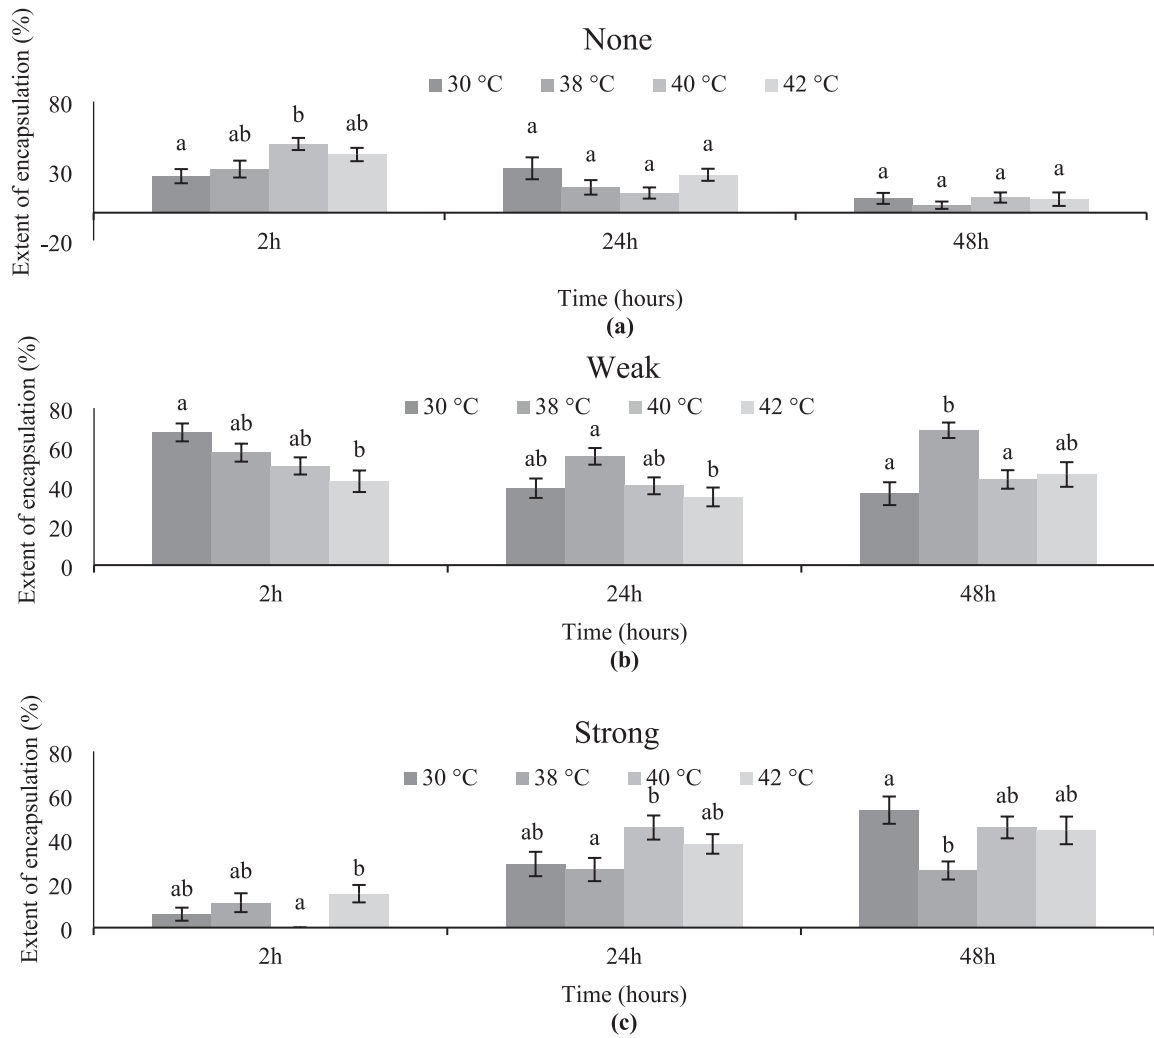 None
30 °C 38 °C 40 °C 42 °C
Extent of encapsulation (%)
80
30
-20
a ab b ab
a a a a
a a a a
2h 24h 48h
Time (hours)
(a)
Weak
30 °C 38 °C 40 °C 42 °C
Extent of encapsulation (%)
80
60
40
20
0
a ab ab b
ab a ab b
a b a ab
2h 24h 48h
Time (hours)
(b)
Strong
30 °C 38 °C 40 °C 42 °C
Extent of encapsulation (%)
80
60
40
20
0
ab ab a b
ab a b ab
a b ab ab
2h 24h 48h
Time (hours)
(c)